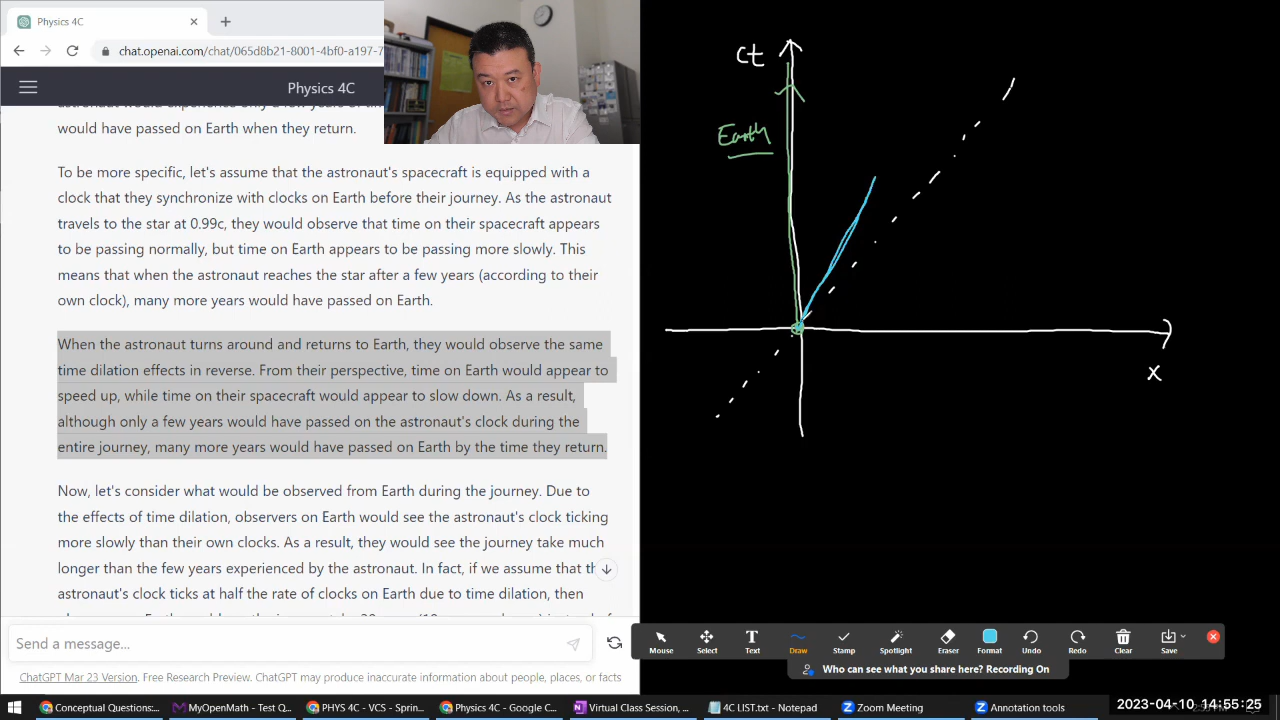 Physics 4C
chat.openai.com/chat/065d8b21-8001-4bf0-a197-7
Physics 4C
would have passed on Earth when they return.
To be more specific, let's assume that the astronaut's spacecraft is equipped with a
clock that they synchronize with clocks on Earth before their journey. As the astronaut
travels to the star at 0.99c, they would observe that time on their spacecraft appears
to be passing normally, but time on Earth appears to be passing more slowly. This
means that when the astronaut reaches the star after a few years (according to their
own clock), many more years would have passed on Earth.
When the astronaut turns around and returns to Earth, they would observe the same
time dilation effects in reverse. From their perspective, time on Earth would appear to
speed up, while time on their spacecraft would appear to slow down. As a result,
although only a few years would have passed on the astronaut's clock during the
entire journey, many more years would have passed on Earth by the time they return.
Now, let's consider what would be observed from Earth during the journey. Due to
the effects of time dilation, observers on Earth would see the astronaut's clock ticking
more slowly than their own clocks. As a result, they would see the journey take much
longer than the few years experienced by the astronaut. In fact, if we assume that th
astronaut's clock ticks at half the rate of clocks on Earth due to time dilation, then
Send a message...
ChatGPT Mar 23 Version. Free Research Preview. ChatGPT may produce inaccurate information about people, places, or facts
ct
Earth
x
Mouse Select Text Draw Stamp Spotlight Eraser Format Undo Redo Clear Save
Who can see what you share here? Recording On
Conceptual Questions:... MyOpenMath - Test Q... PHYS 4C - VCS - Sprin... Physics 4C - Google C... Virtual Class Session, ... 4C LIST.txt - Notepad Zoom Meeting Annotation tools
2023-04-10 14:55:25